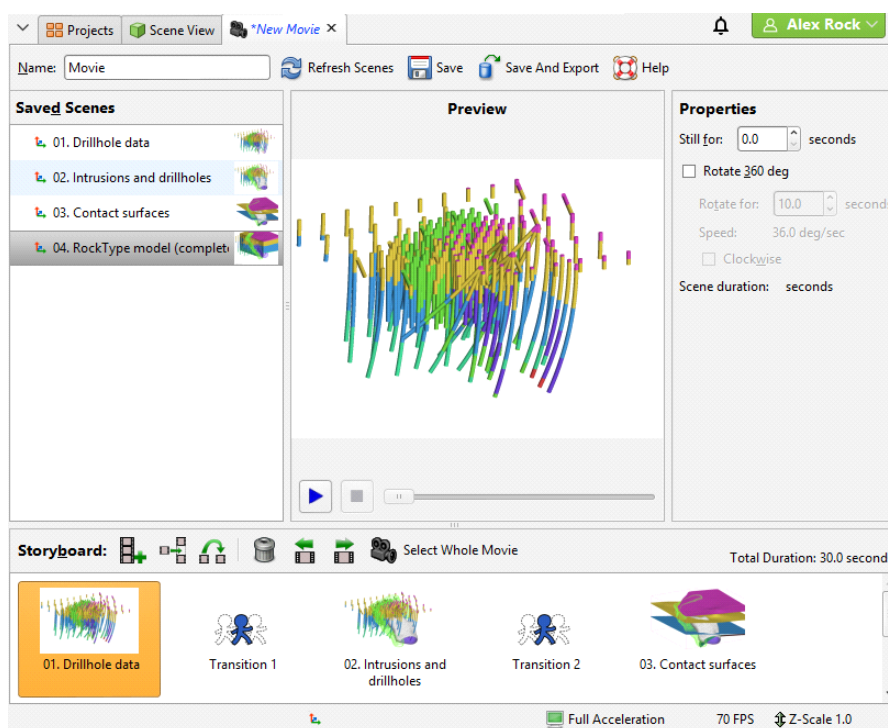 Projects
Scene View
*New Movie
Alex Rock
Name:
Movie
Refresh Scenes
Save
Save And Export
Help
Saved Scenes
01. Drillhole data
02. Intrusions and drillholes
03. Contact surfaces
04. RockType model (complet
Preview
Properties
Still for: 0.0 seconds
Rotate 360 deg
Rotate for: 10.0 seconds
Speed: 36.0 deg/sec
Clockwise
Scene duration: seconds
Storyboard:
Select Whole Movie
Total Duration: 30.0 second
01. Drillhole data
Transition 1
02. Intrusions and
drillholes
Transition 2
03. Contact surfaces
Full Acceleration
70 FPS
Z-Scale 1.0